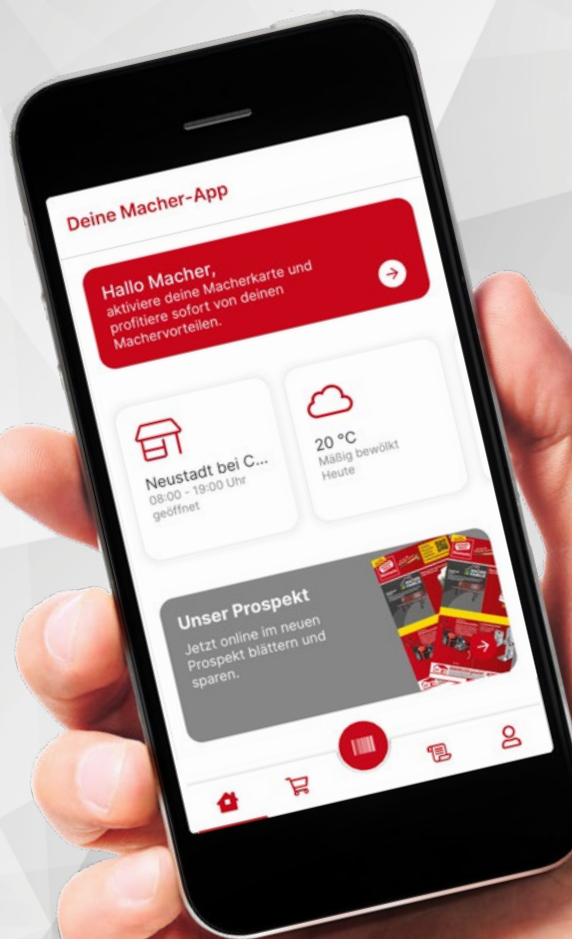 Deine Macher-App
Hallo Macher,
aktiviere deine Macherkarte und
profitiere sofort von deinen
Machervorteilen.
Neustadt bei C...
08:00 - 19:00 Uhr
geöffnet
20 °C
Mäßig bewölkt
Heute
Unser Prospekt
Jetzt online im neuen
Prospekt blättern und
sparen.